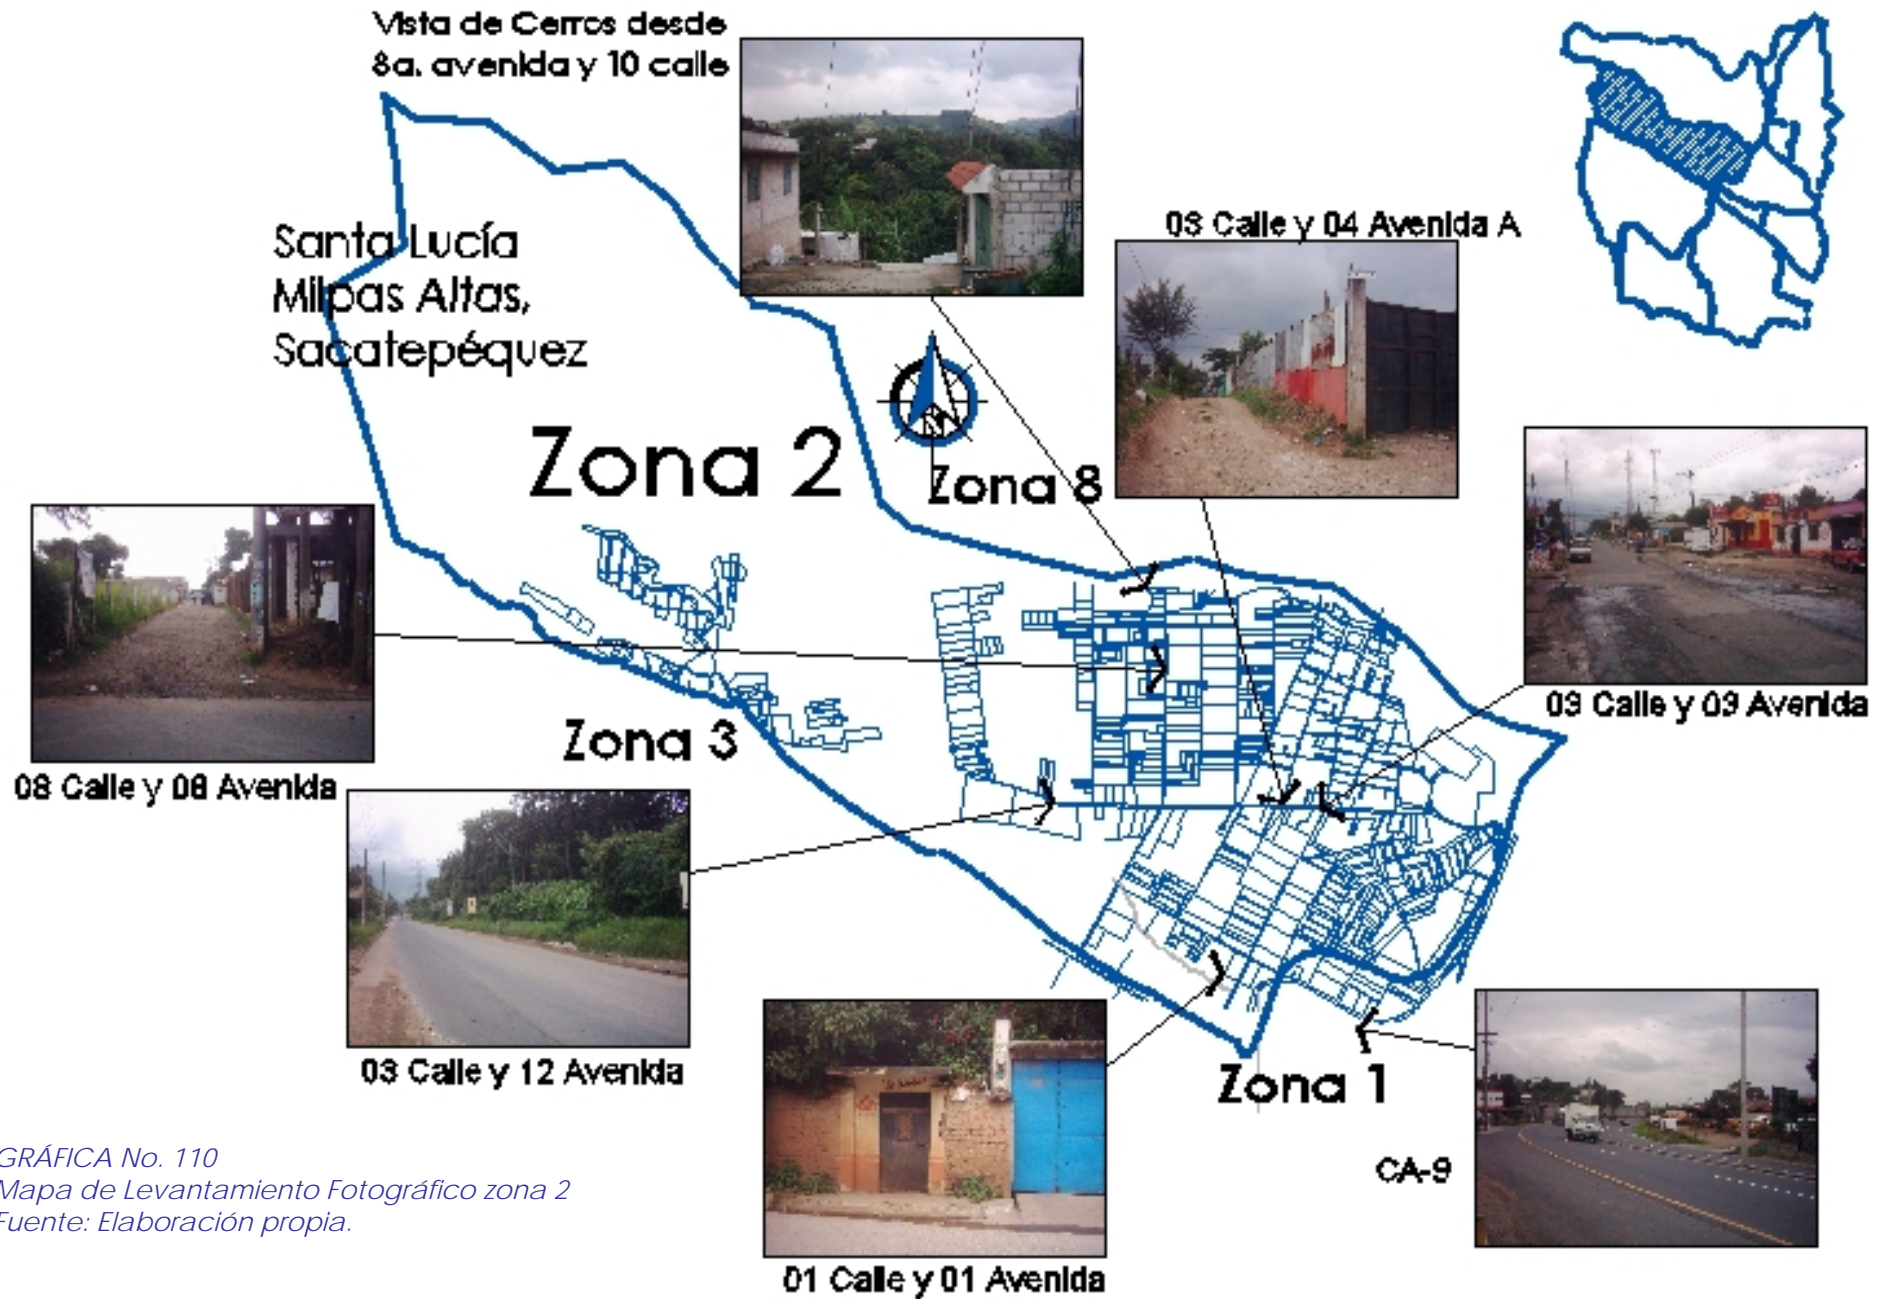 Vista de Cerros desde
8a. avenida y 10 calle
Santa Lucía
Milpas Altas,
Sacatepéquez
03 Calle y 04 Avenida A
Zona 2
Zona 8
03 Calle y 03 Avenida
Zona 3
08 Calle y 08 Avenida
03 Calle y 12 Avenida
Zona 1
CA-9
01 Calle y 01 Avenida
GRÁFICA No. 110
Mapa de Levantamiento Fotográfico zona 2
Fuente: Elaboración propia.